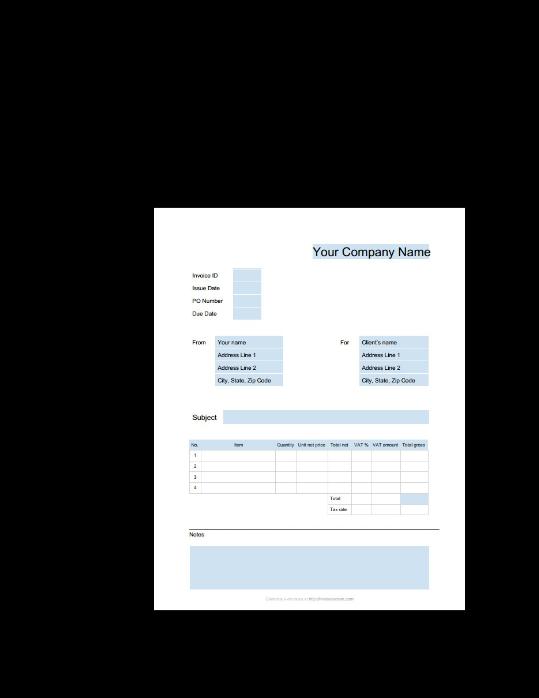 Your Company Name
Invoice ID
Issue Date
PO Number
Due Date
From Your name For Client's name
Address Line 1 Address Line 1
Address Line 2 Address Line 2
City, State, Zip Code City, State, Zip Code
Subject
No. Item Quantity Unit net price Total net VAT % VAT amount Total gross
1
2
3
4
Total
Tax rate
Notes